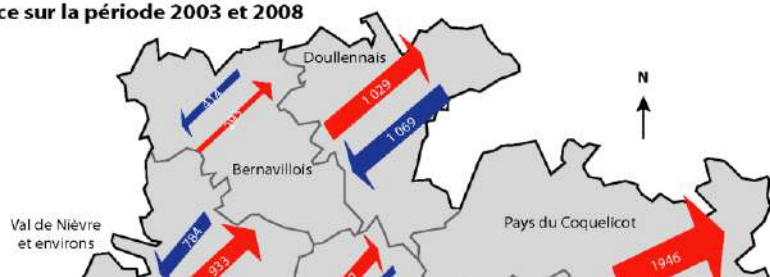 ce sur la période 2003 et 2008
Doullennais
N
414
1 029
1 069
Bernavillois
Val de Nièvre
et environs
784
933
Pays du Coquelicot
1946